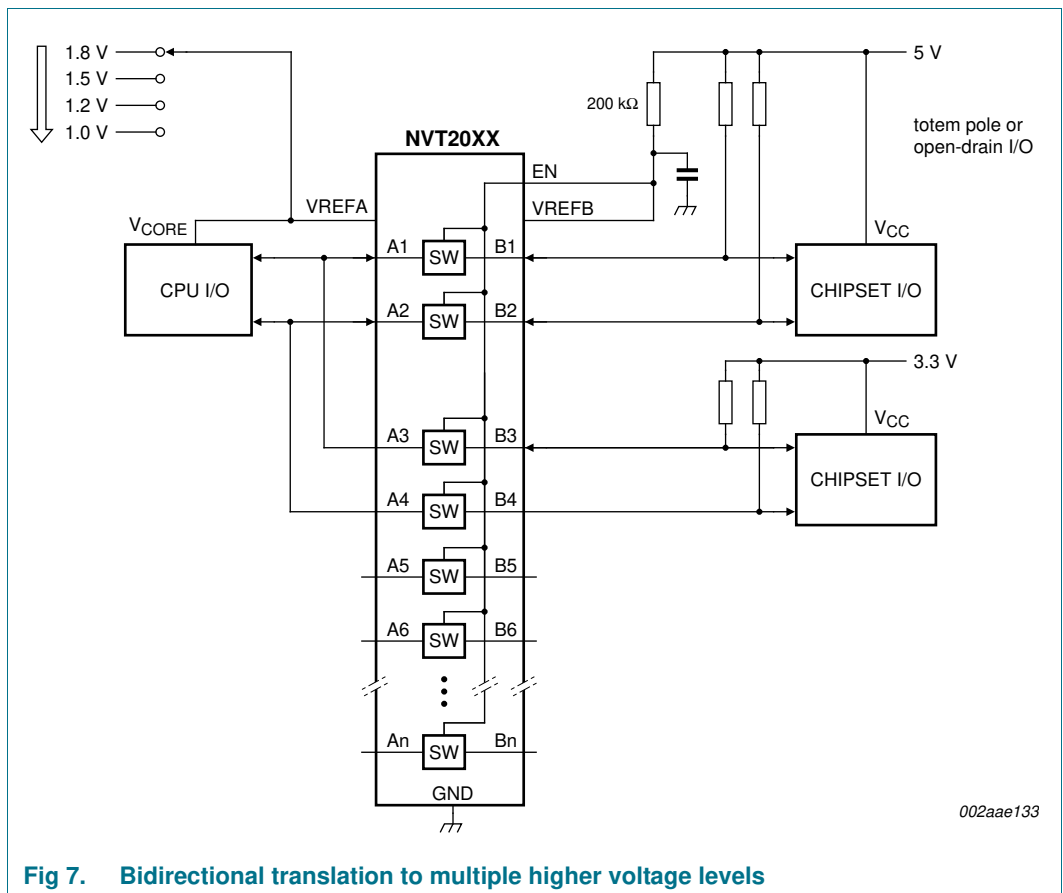 1.8 V
1.5 V
1.2 V
1.0 V
5 V
200 kΩ
totem pole or
open-drain I/O
NVT20XX
EN
VREFA
VREFB
VCORE
VCC
A1
SW
B1
CPU I/O
CHIPSET I/O
A2
SW
B2
3.3 V
VCC
A3
SW
B3
CHIPSET I/O
A4
SW
B4
A5
SW
B5
A6
SW
B6
An
SW
Bn
GND
002aae133
Fig 7. Bidirectional translation to multiple higher voltage levels